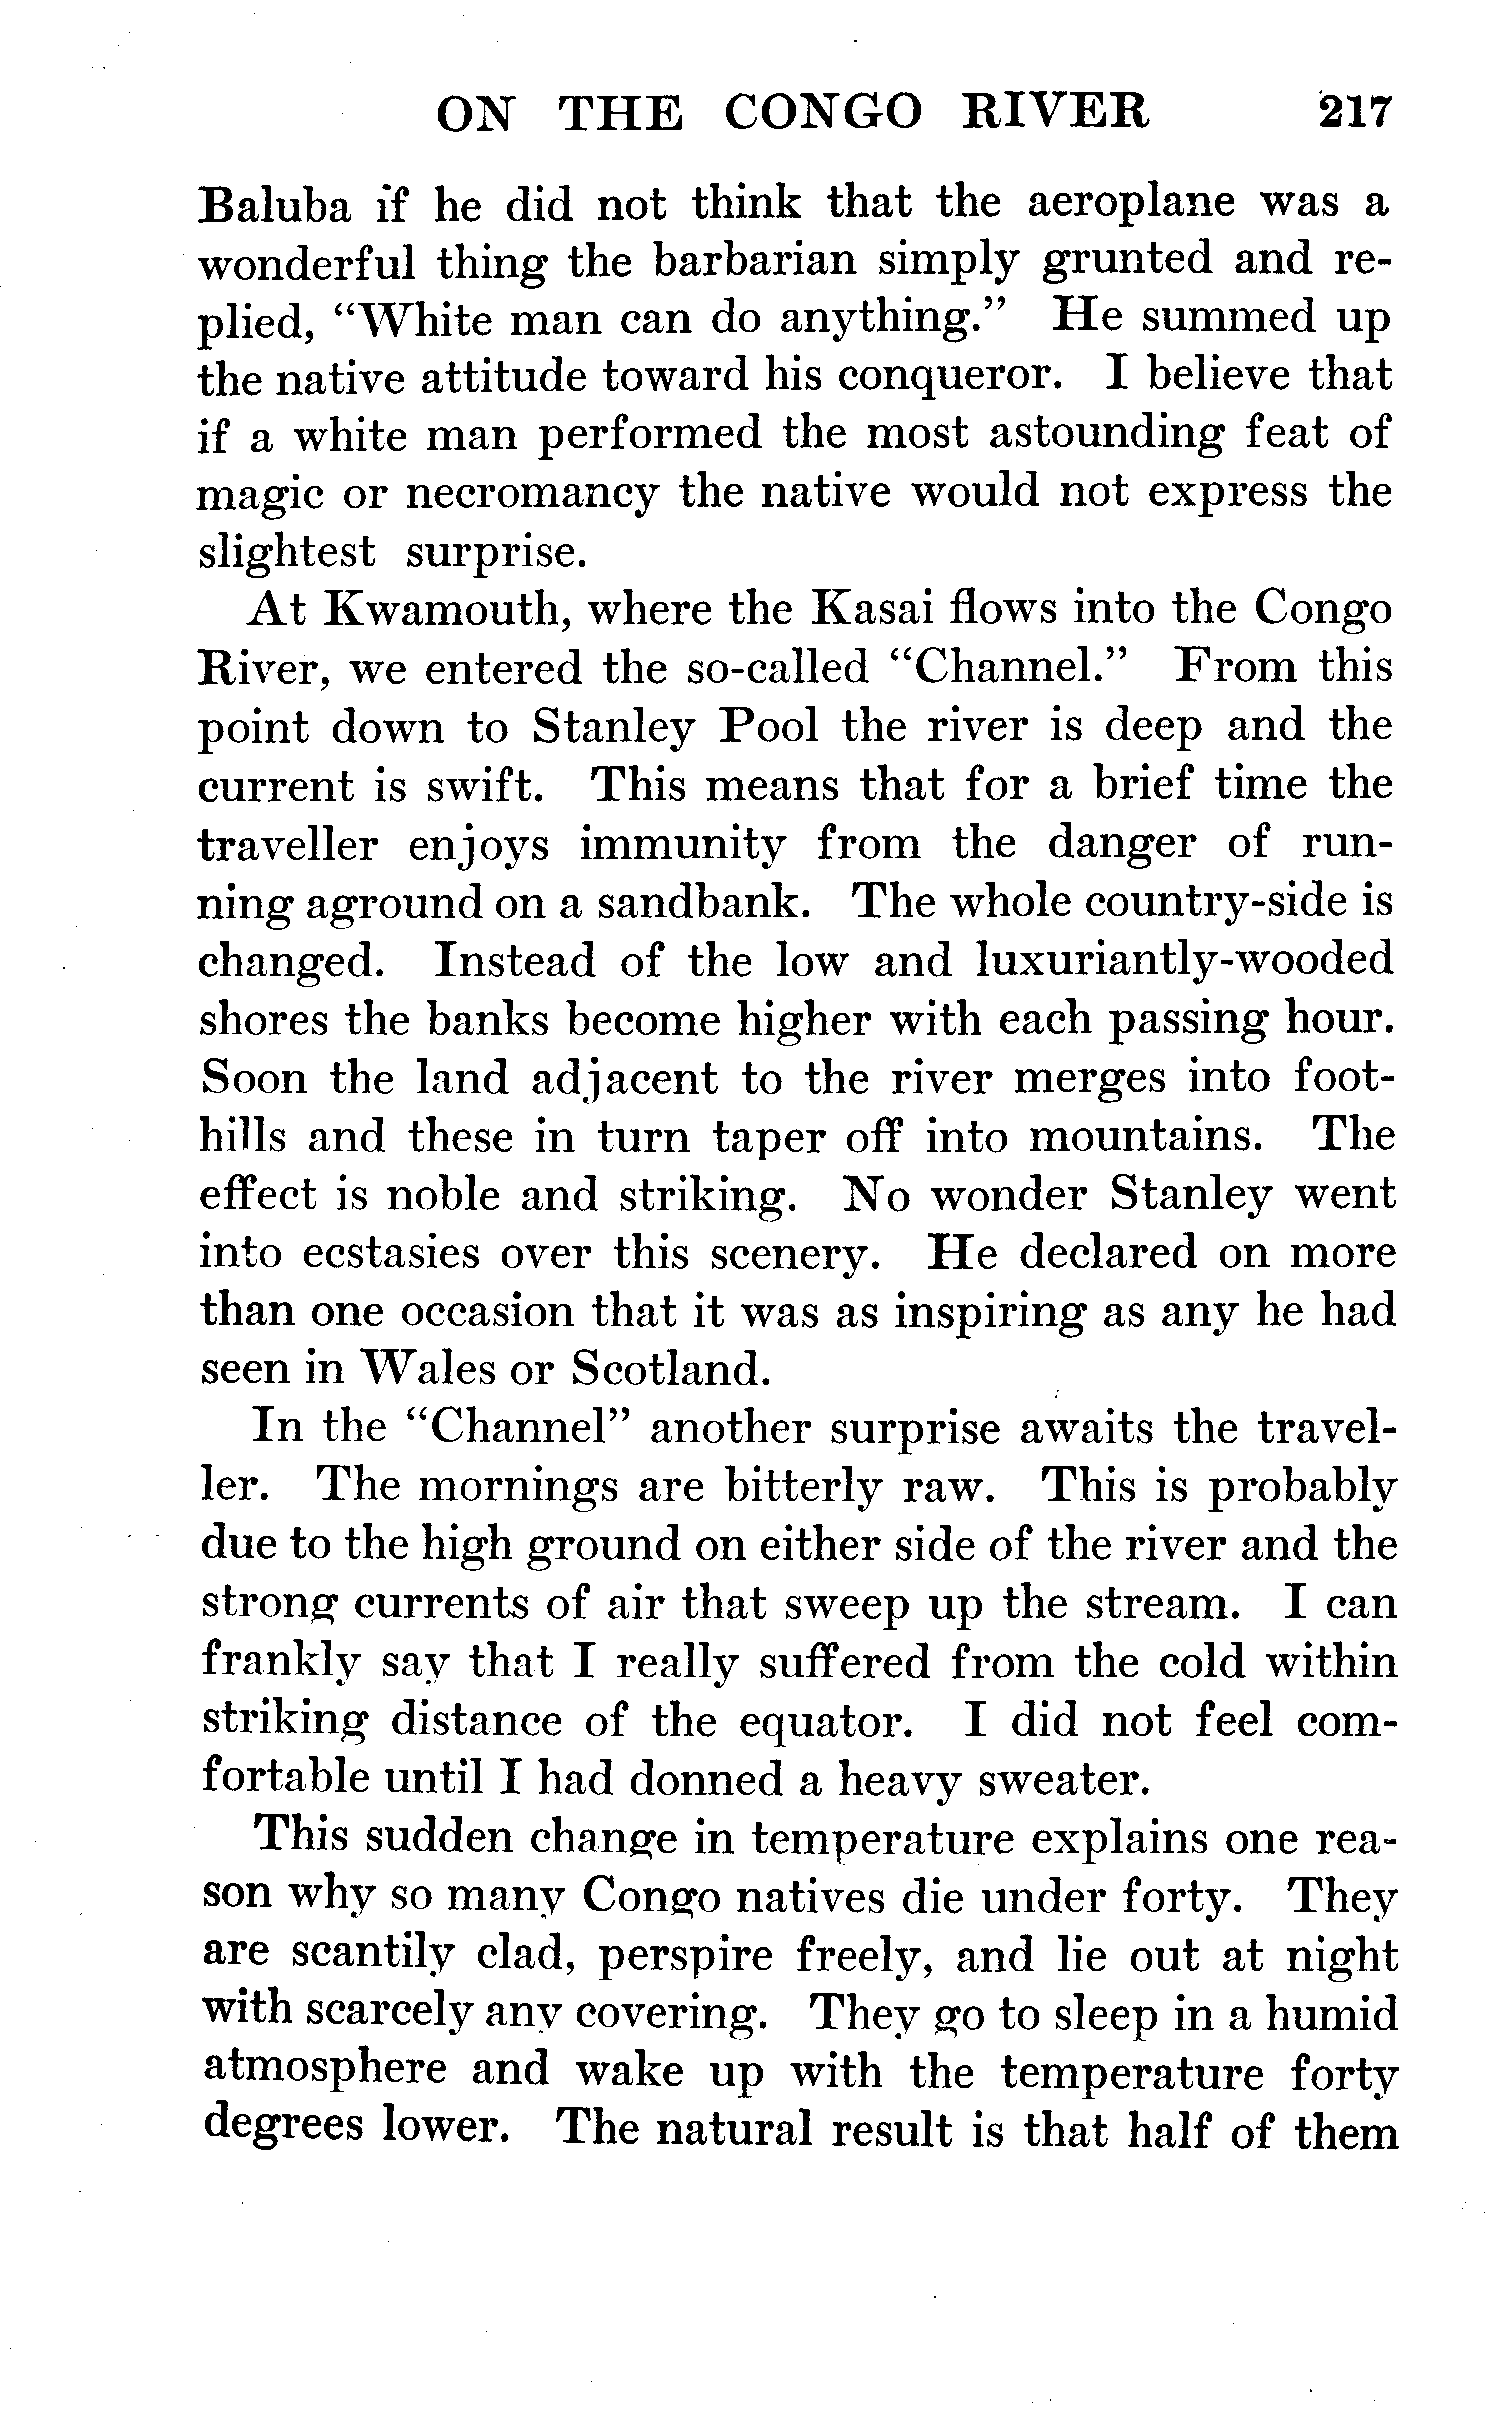 ON THE CONGO RIVER 217
Baluba if he did not think that the aeroplane was a
wonderful thing the barbarian simply grunted and re-
plied, "White man can do anything." He summed up
the native attitude toward his conqueror. I believe that
if a white man performed the most astounding feat of
magic or necromancy the native would not express the
slightest surprise.
At Kwamouth, where the Kasai flows into the Congo
River, we entered the so-called "Channel." From this
point down to Stanley Pool the river is deep and the
current is swift. This means that for a brief time the
traveller enjoys immunity from the danger of run-
ning aground on a sandbank. The whole country-side is
changed. Instead of the low and luxuriantly-wooded
shores the banks become higher with each passing hour.
Soon the land adjacent to the river merges into foot-
hills and these in turn taper off into mountains. The
effect is noble and striking. No wonder Stanley went
into ecstasies over this scenery. He declared on more
than one occasion that it was as inspiring as any he had
seen in Wales or Scotland.
In the "Channel" another surprise awaits the travel-
ler. The mornings are bitterly raw. This is probably
due to the high ground on either side of the river and the
strong currents of air that sweep up the stream. I can
frankly say that I really suffered from the cold within
striking distance of the equator. I did not feel com-
fortable until I had donned a heavy sweater.
This sudden change in temperature explains one rea-
son why so many Congo natives die under forty. They
are scantily clad, perspire freely, and lie out at night
with scarcely any covering. They go to sleep in a humid
atmosphere and wake up with the temperature forty
degrees lower. The natural result is that half of them